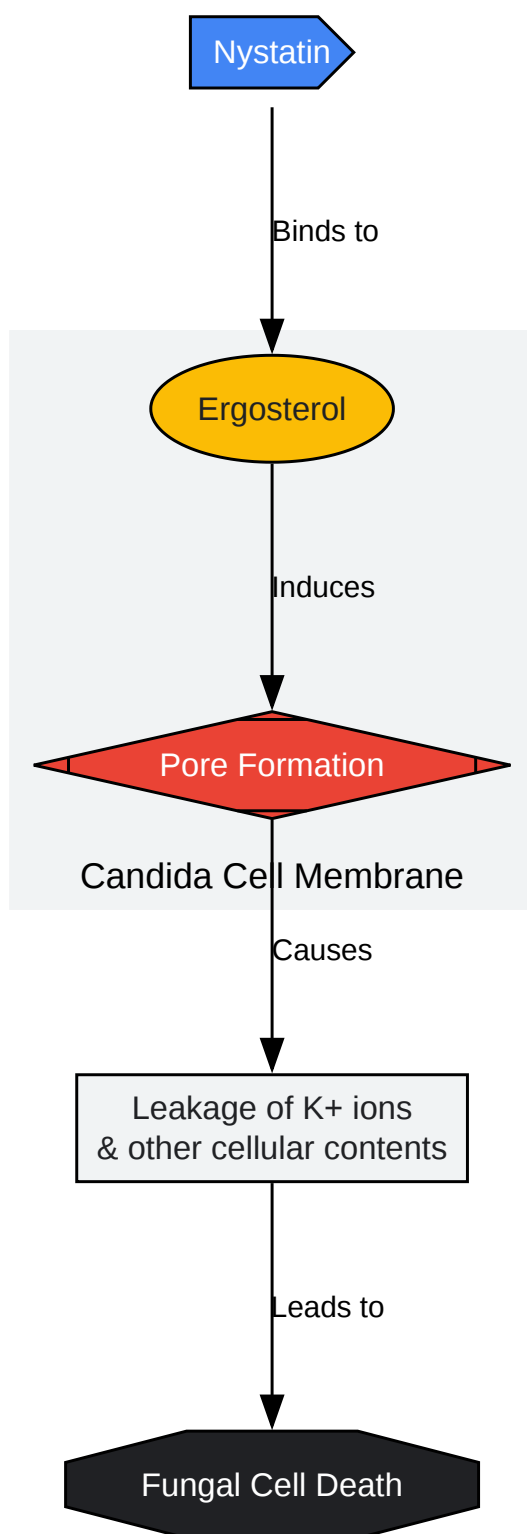 Nystatin
Binds to
Ergosterol
Induces
Pore Formation
Candida Cell Membrane
Causes
Leakage of K+ ions
& other cellular contents
Leads to
Fungal Cell Death